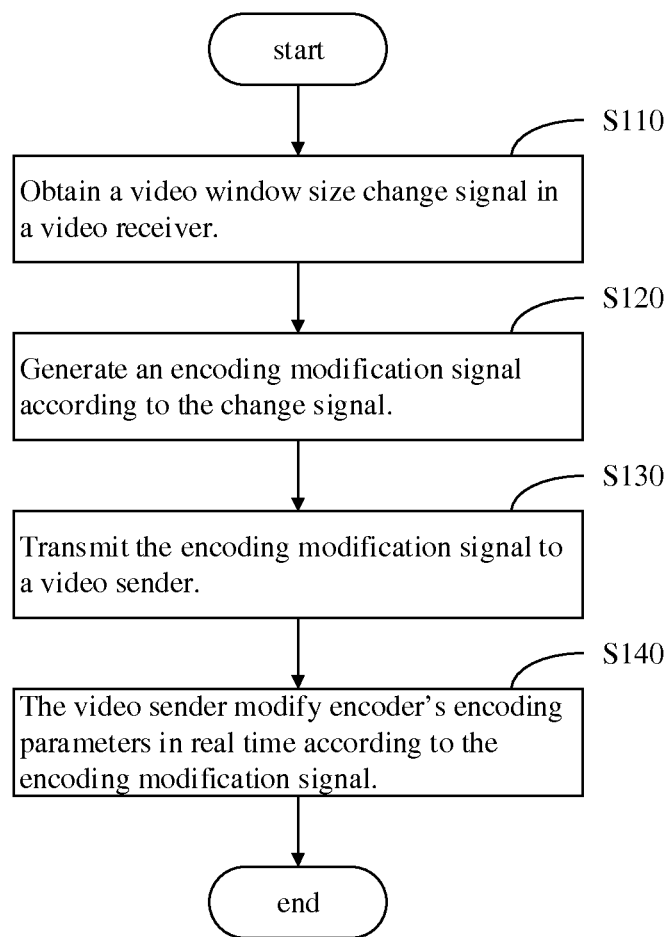 start
S110
Obtain a video window size change signal in
a video receiver.
S120
Generate an encoding modification signal
according to the change signal.
S130
Transmit the encoding modification signal to
a video sender.
S140
The video sender modify encoder’s encoding
parameters in real time according to the
encoding modification signal.
end